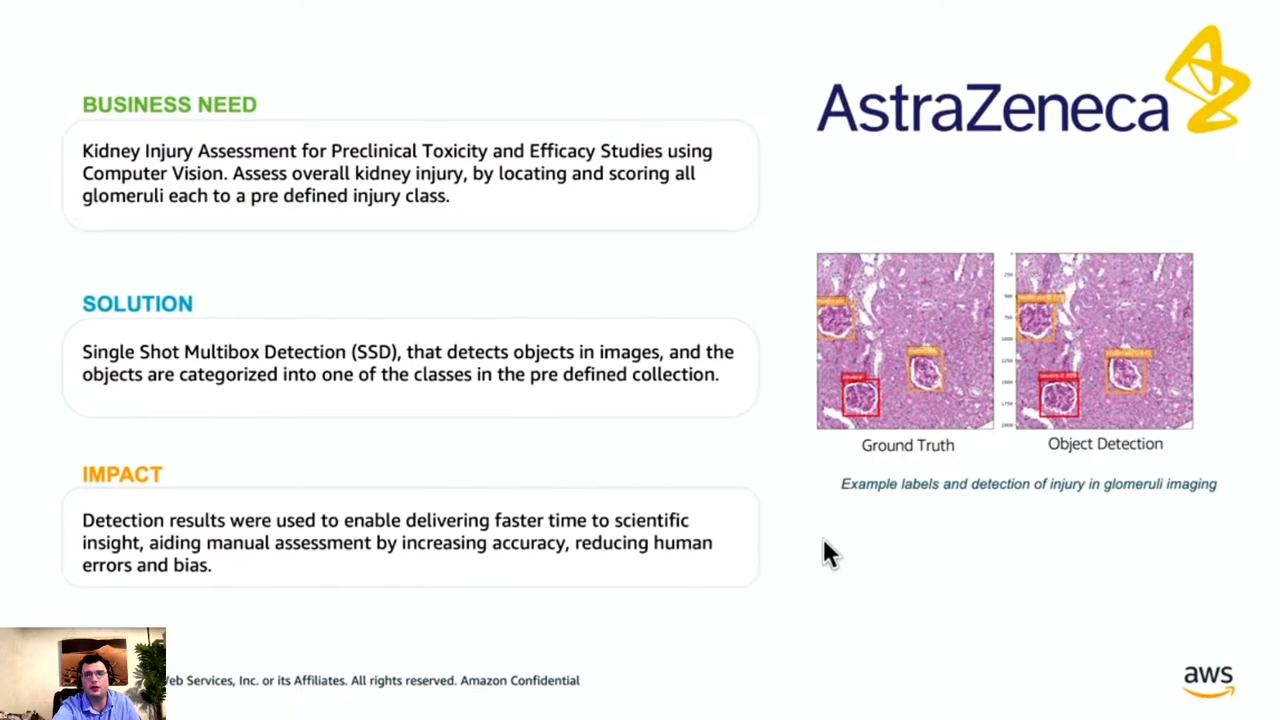 BUSINESS NEED
Kidney Injury Assessment for Preclinical Toxicity and Efficacy Studies using
Computer Vision. Assess overall kidney injury, by locating and scoring all
glomeruli each to a pre defined injury class.
SOLUTION
Single Shot Multibox Detection (SSD), that detects objects in images, and the
objects are categorized into one of the classes in the pre defined collection.
IMPACT
Detection results were used to enable delivering faster time to scientific
insight, aiding manual assessment by increasing accuracy, reducing human
errors and bias.
AstraZeneca
Ground Truth
Object Detection
Example labels and detection of injury in glomeruli imaging
Web Services, Inc. or its Affiliates. All rights reserved. Amazon Confidential
aws